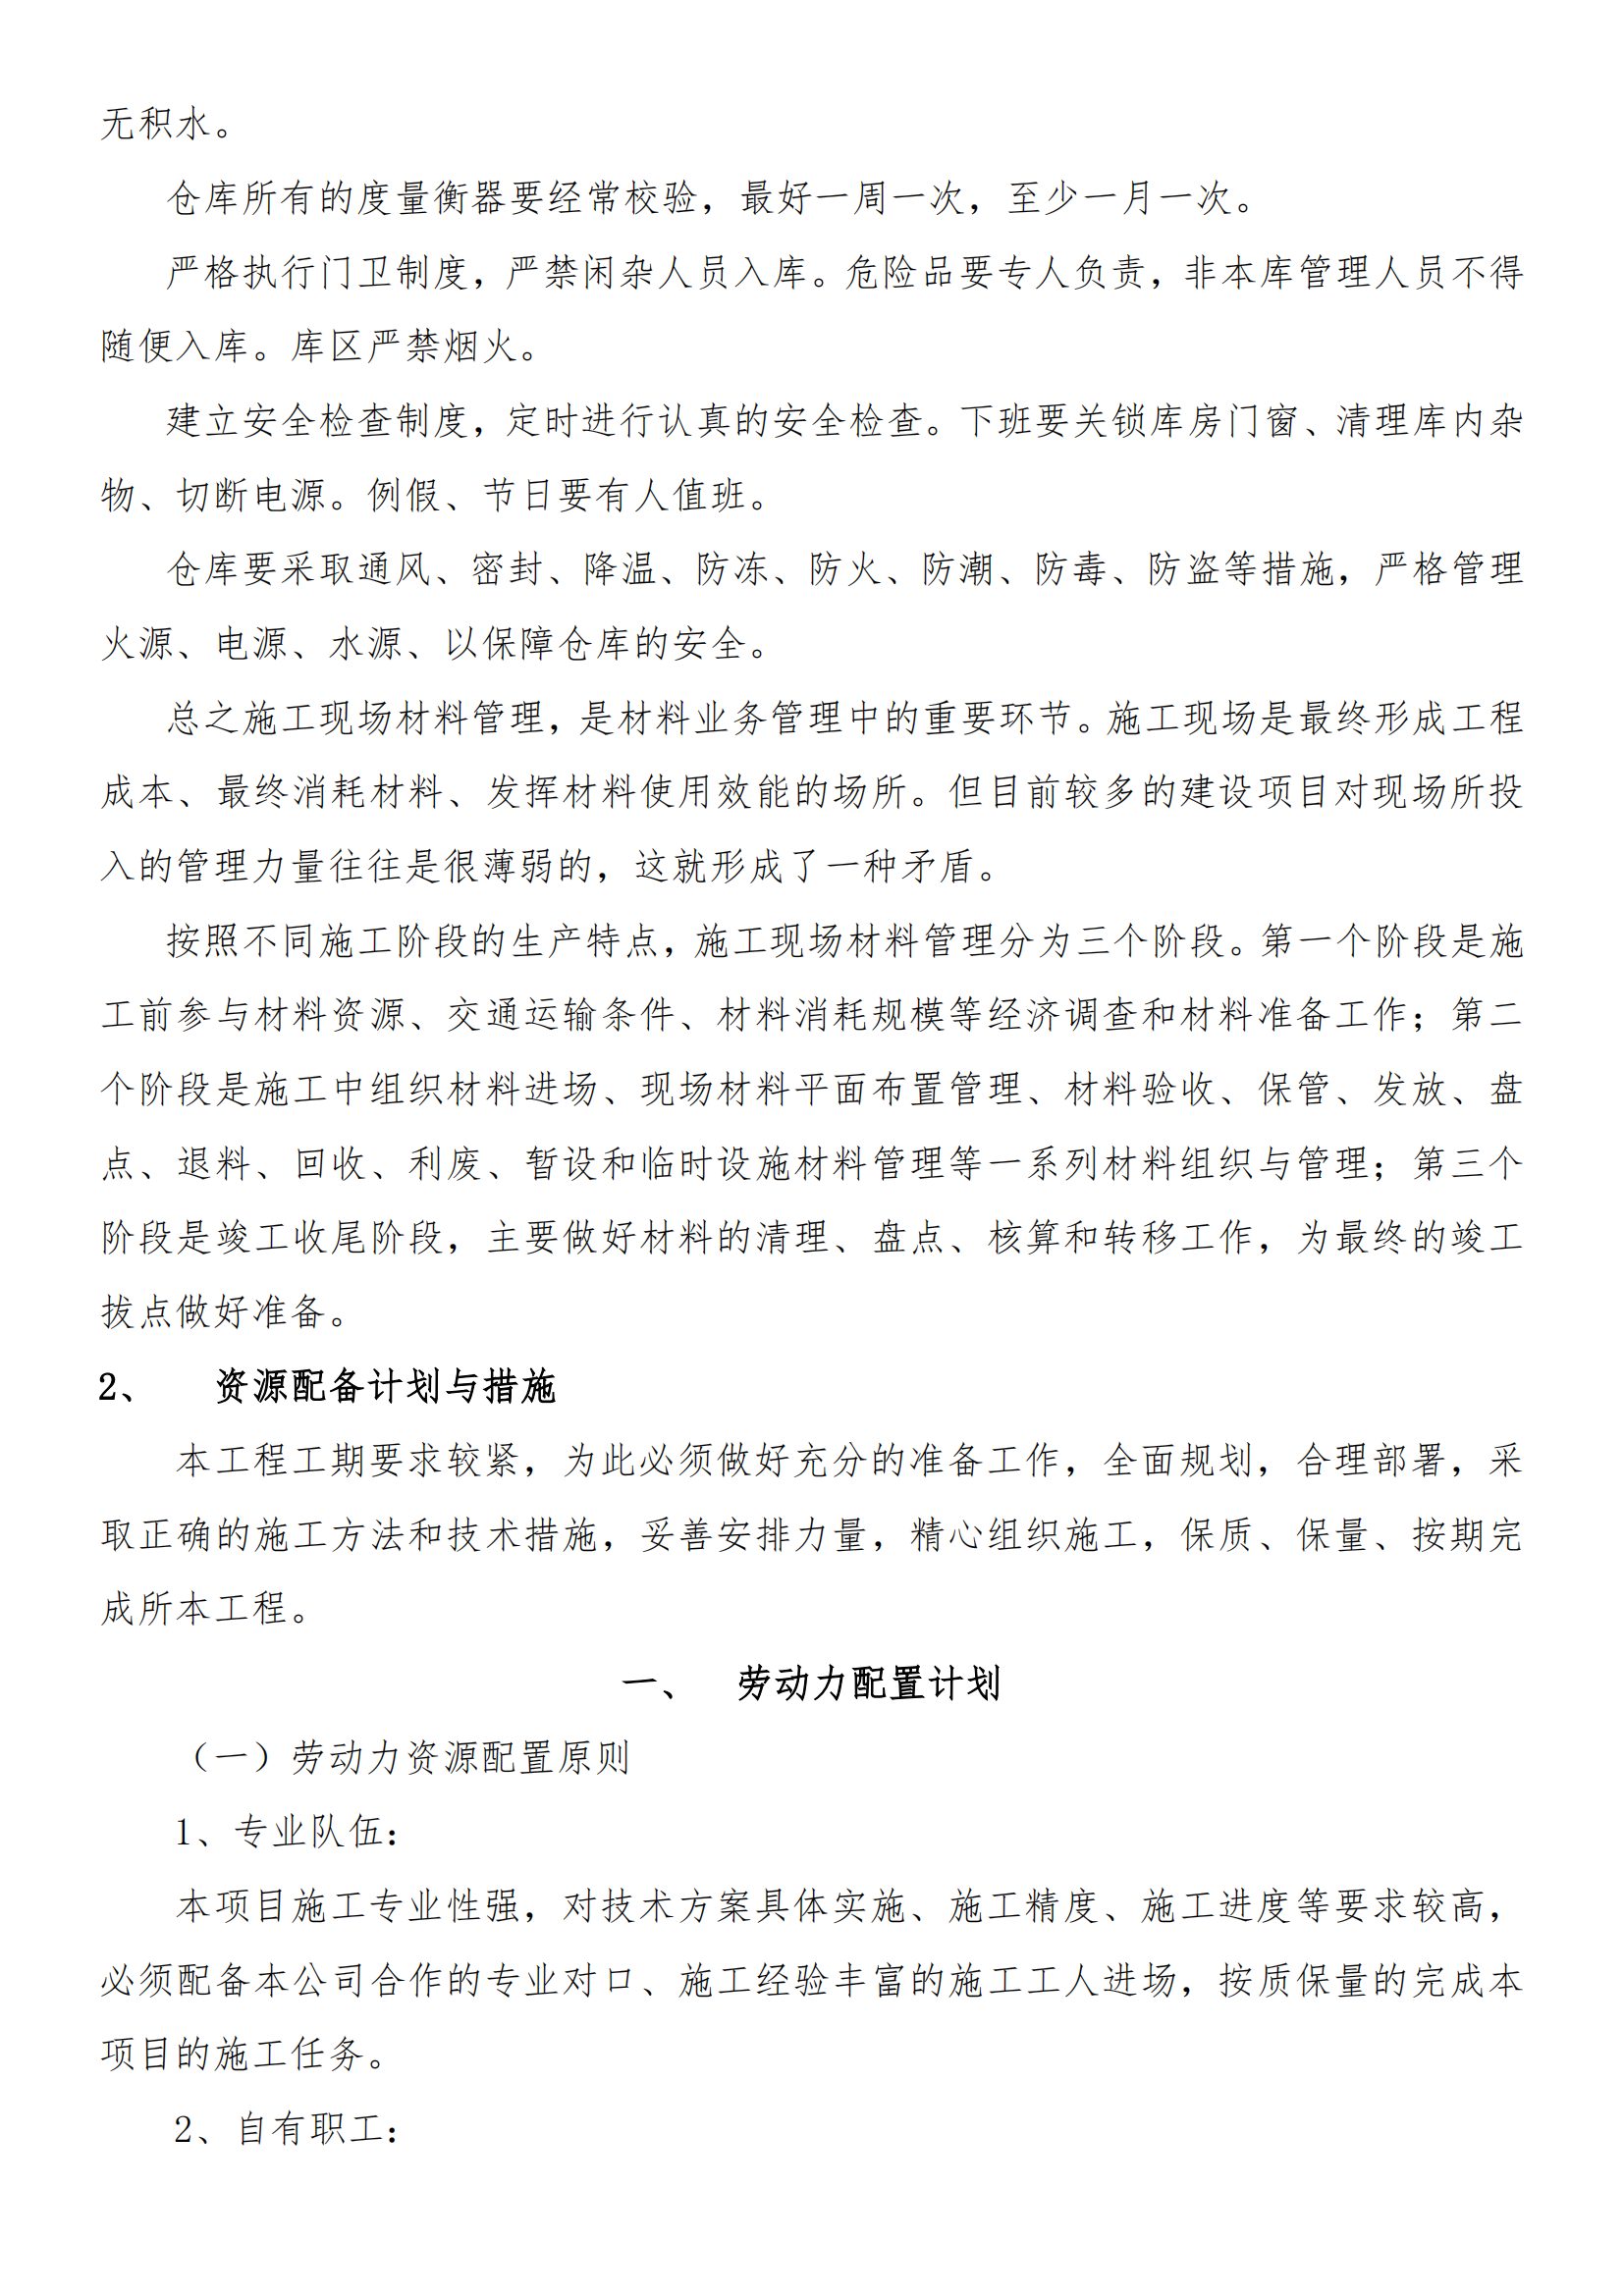 无积水。
仓库所有的度量衡器要经常校验，最好一周一次，至少一月一次。
严格执行门卫制度，严禁闲杂人员入库。危险品要专人负责，非本库管理人员不得
随便入库。库区严禁烟火。
建立安全检查制度，定时进行认真的安全检查。下班要关锁库房门窗、清理库内杂
物、切断电源。例假、节日要有人值班。
仓库要采取通风、密封、降温、防冻、防火、防潮、防毒、防盗等措施，严格管理
火源、电源、水源、以保障仓库的安全。
总之施工现场材料管理，是材料业务管理中的重要环节。施工现场是最终形成工程
成本、最终消耗材料、发挥材料使用效能的场所。但目前较多的建设项目对现场所投
入的管理力量往往是很薄弱的，这就形成了一种矛盾。
按照不同施工阶段的生产特点，施工现场材料管理分为三个阶段。第一个阶段是施
工前参与材料资源、交通运输条件、材料消耗规模等经济调查和材料准备工作；第二
个阶段是施工中组织材料进场、现场材料平面布置管理、材料验收、保管、发放、盘
点、退料、回收、利废、暂设和临时设施材料管理等一系列材料组织与管理；第三个
阶段是竣工收尾阶段，主要做好材料的清理、盘点、核算和转移工作，为最终的竣工
拔点做好准备。
2、 资源配备计划与措施
本工程工期要求较紧，为此必须做好充分的准备工作，全面规划，合理部署，采
取正确的施工方法和技术措施，妥善安排力量，精心组织施工，保质、保量、按期完
成所本工程。
一、 劳动力配置计划
（一）劳动力资源配置原则
1、专业队伍：
本项目施工专业性强，对技术方案具体实施、施工精度、施工进度等要求较高，
必须配备本公司合作的专业对口、施工经验丰富的施工工人进场，按质保量的完成本
项目的施工任务。
2、自有职工：